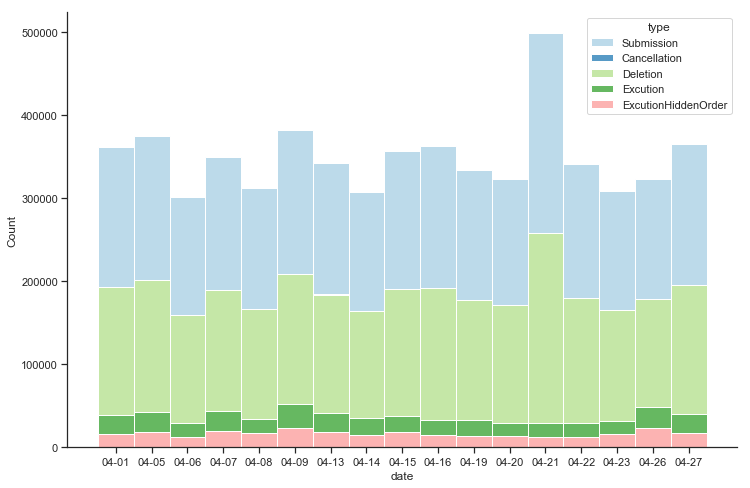 type
Submission
Cancellation
Deletion
Excution
ExcutionHiddenOrder
500000
400000
300000
200000
100000
0
Count
04-01 04-05 04-06 04-07 04-08 04-09 04-13 04-14 04-15 04-16 04-19 04-20 04-21 04-22 04-23 04-26 04-27
date